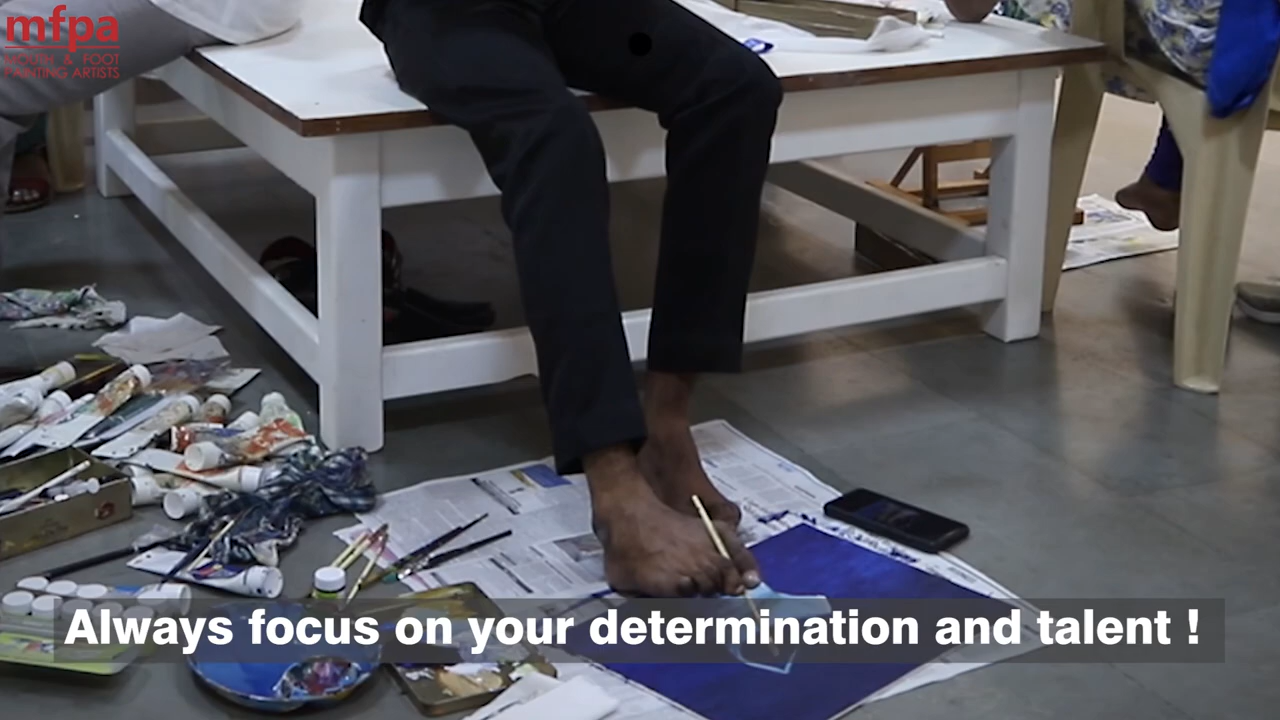 mfpa
MOUTH & FOOT
PAINTING ARTISTS
Always focus on your determination and talent !